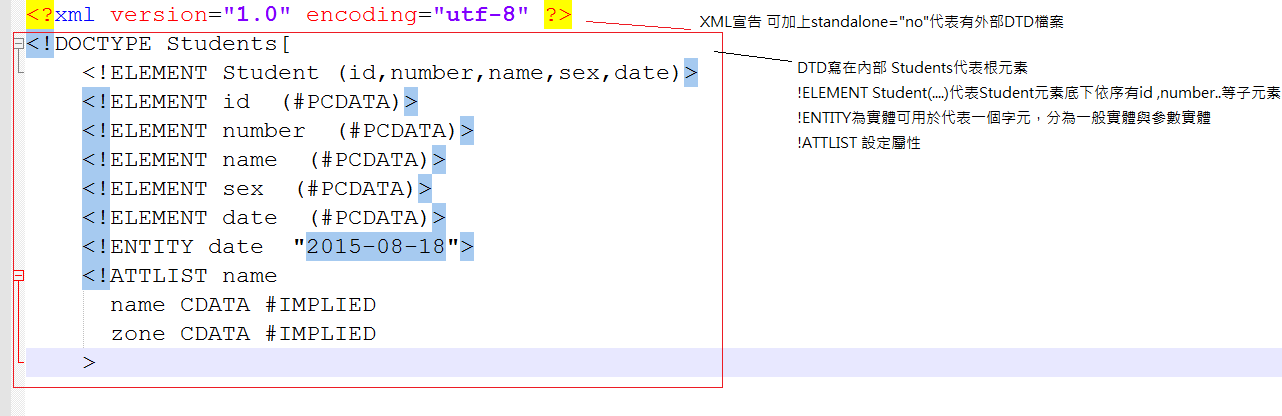 <?xml version="1.0" encoding="utf-8" ?>
XML宣告 可加上standalone="no"代表有外部DTD檔案
<!DOCTYPE Students[
<!ELEMENT Student (id,number,name,sex,date)>
DTD寫在內部 Students代表根元素
<!ELEMENT id  (#PCDATA)>
!ELEMENT Student(....)代表Student元素底下依序有id ,number..等子元素
<!ELEMENT number  (#PCDATA)>
!ENTITY為實體可用於代表一個字元，分為一般實體與參數實體
<!ELEMENT name  (#PCDATA)>
!ATTLIST 設定屬性
<!ELEMENT sex  (#PCDATA)>
<!ELEMENT date  (#PCDATA)>
<!ENTITY date  "2015-08-18">
<!ATTLIST name
name CDATA #IMPLIED
zone CDATA #IMPLIED
>